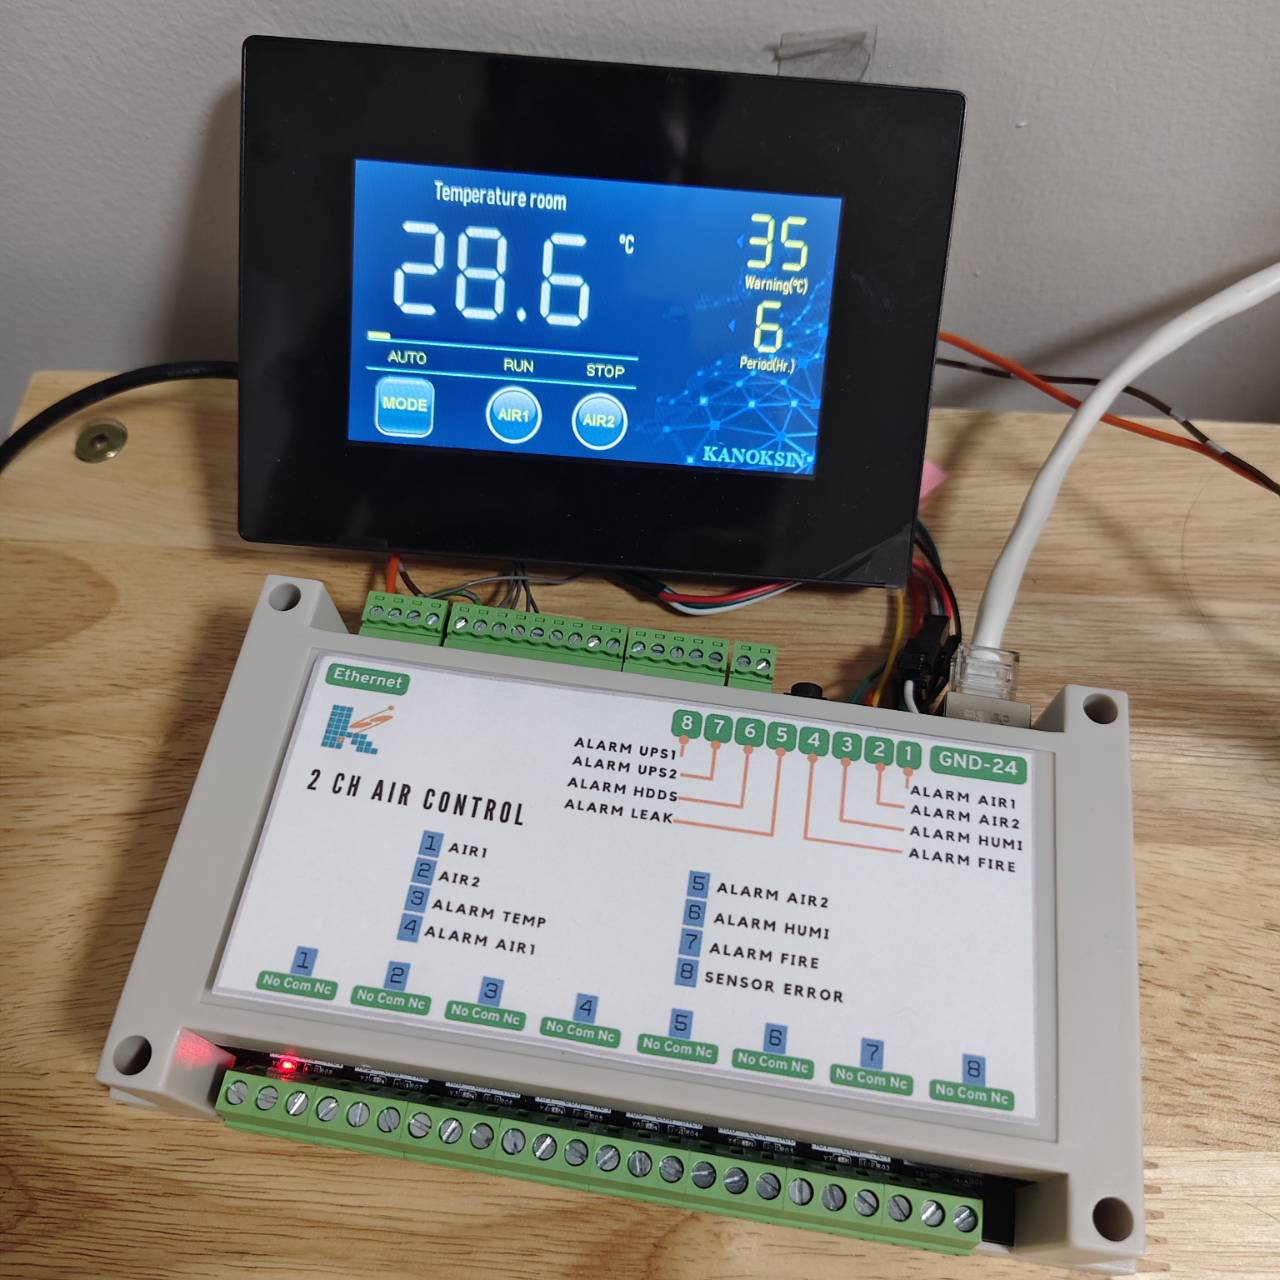 Temperature room
28.6 °C
35
Warning(°C)
6
Period(Hr.)
AUTO RUN STOP
MODE AIR1 AIR2
KANOKSIN
Ethernet
8 7 6 5 4 3 2 1 GND-24
ALARM UPS1
ALARM UPS2
ALARM HDDS
ALARM LEAK
ALARM AIR1
ALARM AIR2
ALARM HUMI
ALARM FIRE
2 CH AIR CONTROL
1 AIR1
2 AIR2
3 ALARM TEMP
4 ALARM AIR1
5 ALARM AIR2
6 ALARM HUMI
7 ALARM FIRE
8 SENSOR ERROR
1 2 3 4 5 6 7 8
No Com Nc No Com Nc No Com Nc No Com Nc No Com Nc No Com Nc No Com Nc No Com Nc